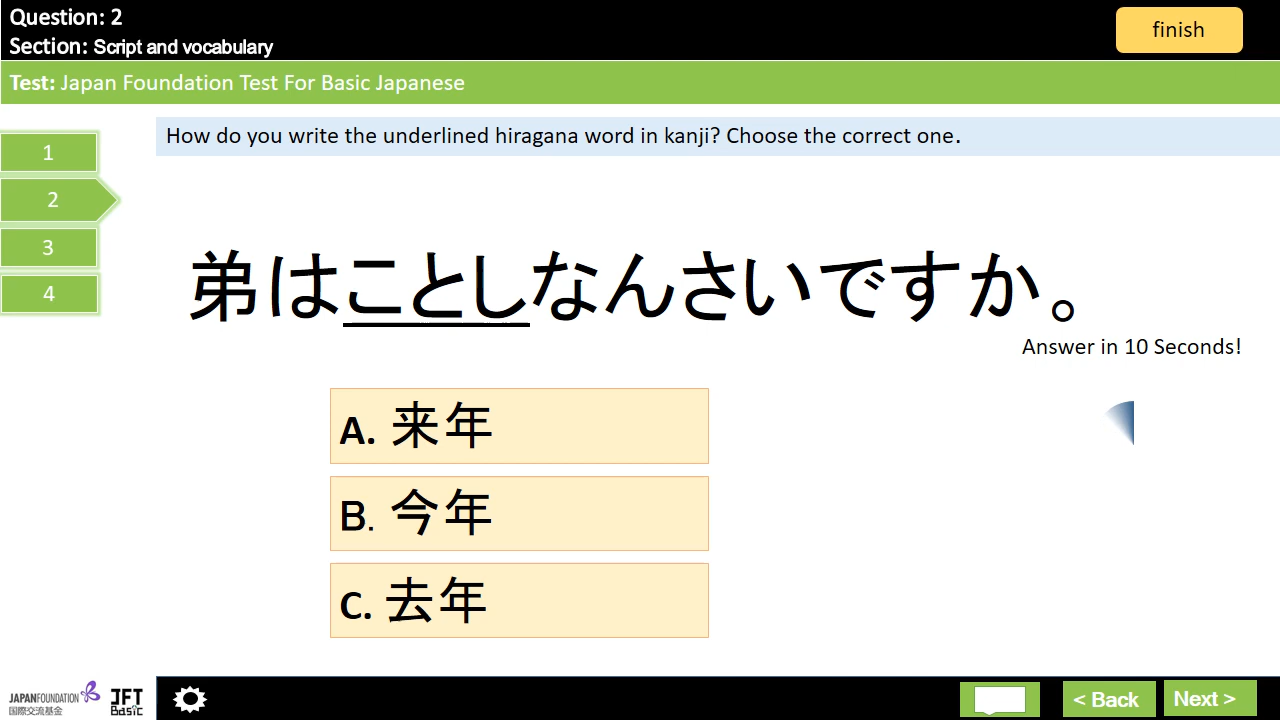 Question: 2
Section: Script and vocabulary
finish
Test: Japan Foundation Test For Basic Japanese
How do you write the underlined hiragana word in kanji? Choose the correct one.
1
2
3
4
弟はことしなんさいですか。
Answer in 10 Seconds!
A. 来年
B. 今年
C. 去年
JAPANFOUNDATION
国際交流基金
JFT
Basic
< Back
Next >